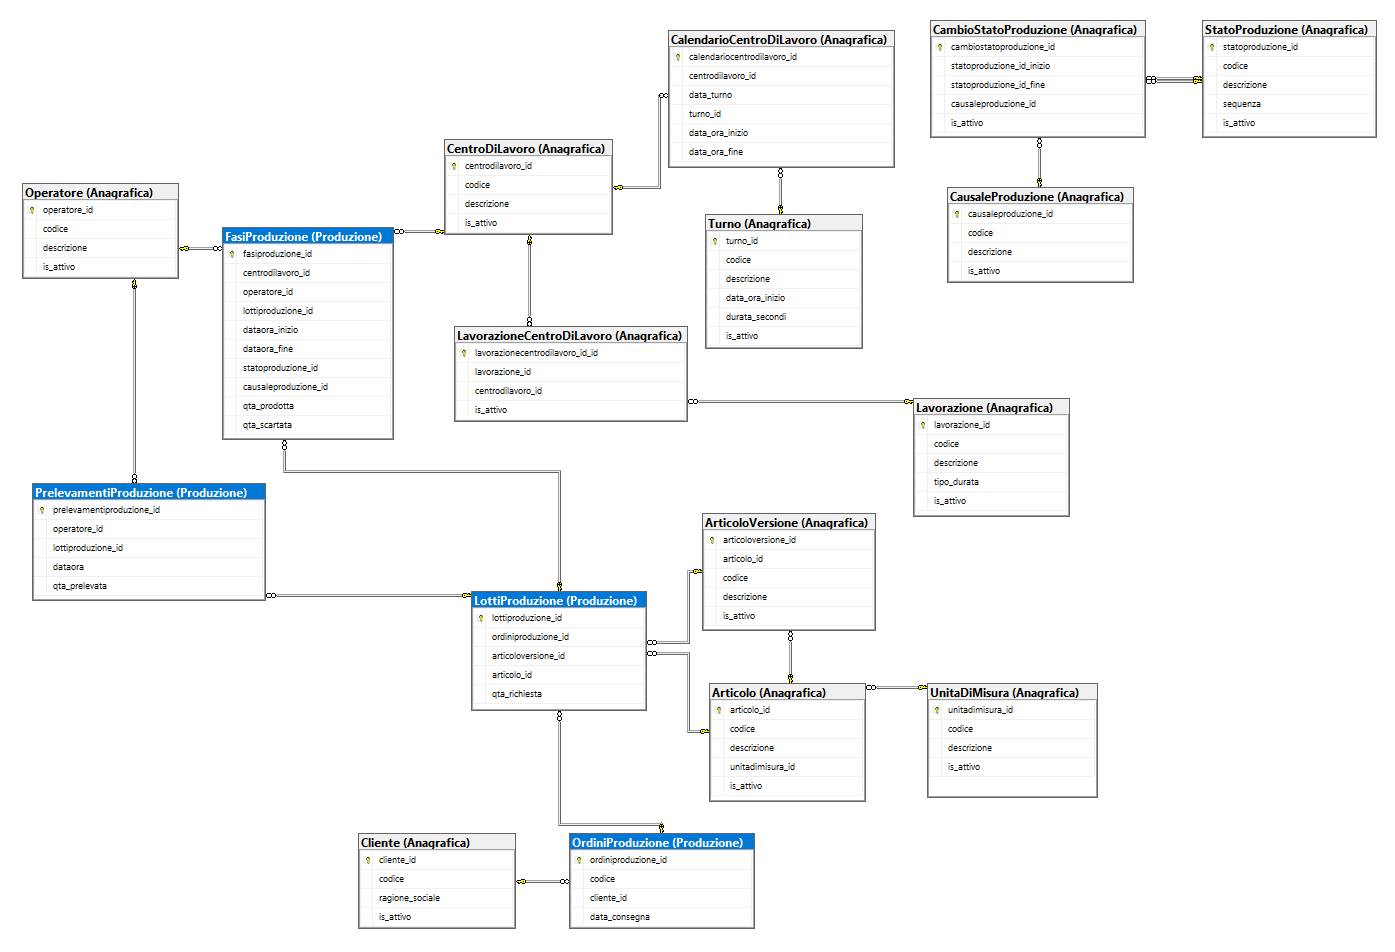 CambioStatoProduzione (Anagrafica)
cambiostatoproduzione_id
statoproduzione_id_inizio
statoproduzione_id_fine
causaleproduzione_id
is_attivo
StatoProduzione (Anagrafica)
statoproduzione_id
codice
descrizione
sequenza
is_attivo
CalendarioCentroDiLavoro (Anagrafica)
calendariocentrodilavoro_id
centrodilavoro_id
data_turno
turno_id
data_ora_inizio
data_ora_fine
CentroDiLavoro (Anagrafica)
centrodilavoro_id
codice
descrizione
is_attivo
Operatore (Anagrafica)
operatore_id
codice
descrizione
is_attivo
CausaleProduzione (Anagrafica)
causaleproduzione_id
codice
descrizione
is_attivo
Turno (Anagrafica)
turno_id
codice
descrizione
data_ora_inizio
durata_secondi
is_attivo
FasiProduzione (Produzione)
fasiproduzione_id
centrodilavoro_id
operatore_id
lottiproduzione_id
dataora_inizio
dataora_fine
statoproduzione_id
causaleproduzione_id
qta_prodotta
qta_scartata
LavorazioneCentroDiLavoro (Anagrafica)
lavorazionecentrodilavoro_id_id
lavorazione_id
centrodilavoro_id
is_attivo
Lavorazione (Anagrafica)
lavorazione_id
codice
descrizione
tipo_durata
is_attivo
PrelevamentiProduzione (Produzione)
prelevamentiproduzione_id
operatore_id
lottiproduzione_id
dataora
qta_prelevata
ArticoloVersione (Anagrafica)
articoloversione_id
articolo_id
codice
descrizione
is_attivo
LottiProduzione (Produzione)
lottiproduzione_id
ordiniproduzione_id
articoloversione_id
articolo_id
qta_richiesta
Articolo (Anagrafica)
articolo_id
codice
descrizione
unitadimisura_id
is_attivo
UnitaDiMisura (Anagrafica)
unitadimisura_id
codice
descrizione
is_attivo
Cliente (Anagrafica)
cliente_id
codice
ragione_sociale
is_attivo
OrdiniProduzione (Produzione)
ordiniproduzione_id
codice
cliente_id
data_consegna